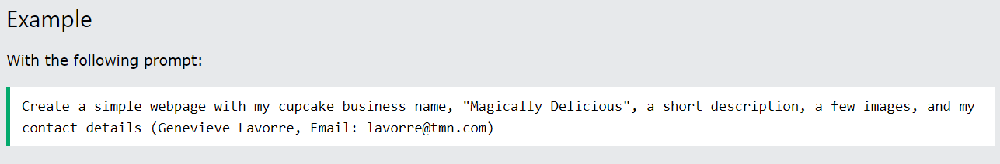 Example
With the following prompt:
Create a simple webpage with my cupcake business name, "Magically Delicious", a short description, a few images, and my
contact details (Genevieve Lavorre, Email: lavorre@tmn.com)